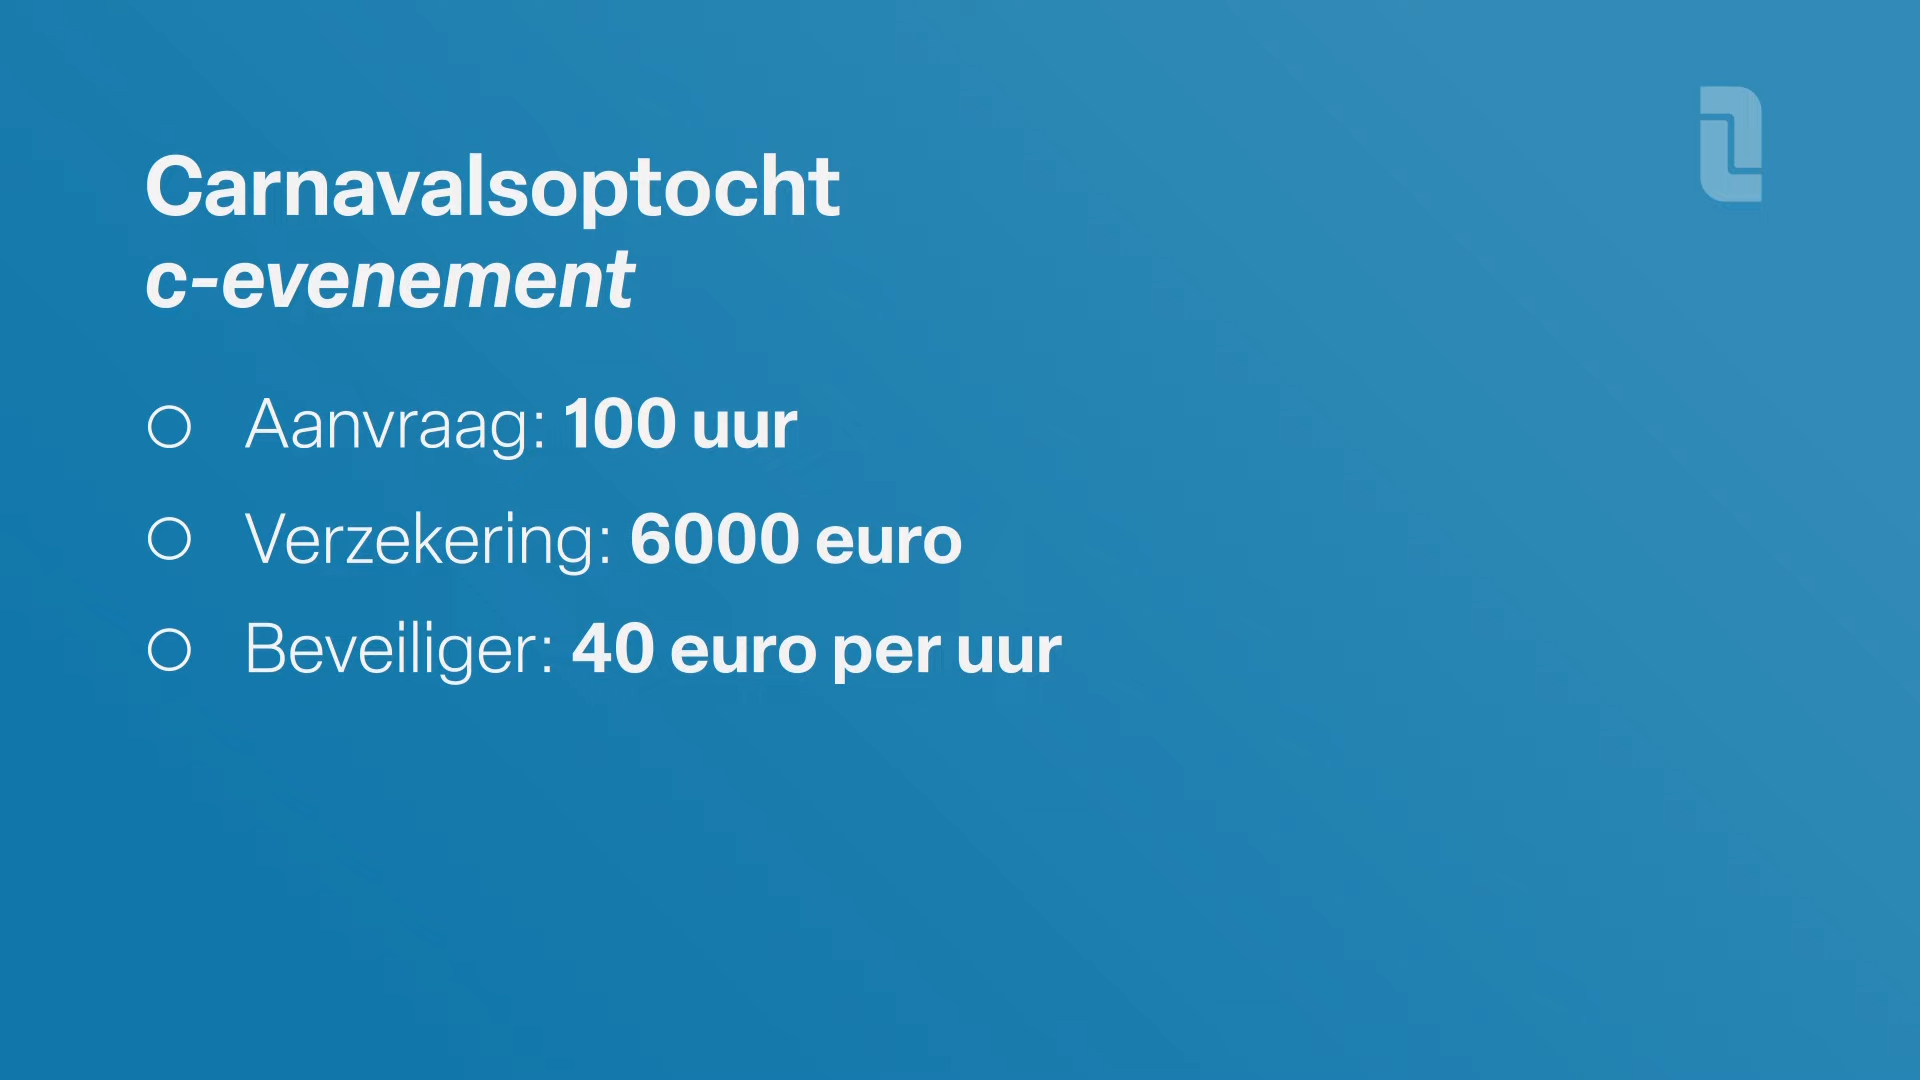 Carnavalsoptocht
c-evenement
Aanvraag: 100 uur
Verzekering: 6000 euro
Beveiliger: 40 euro per uur